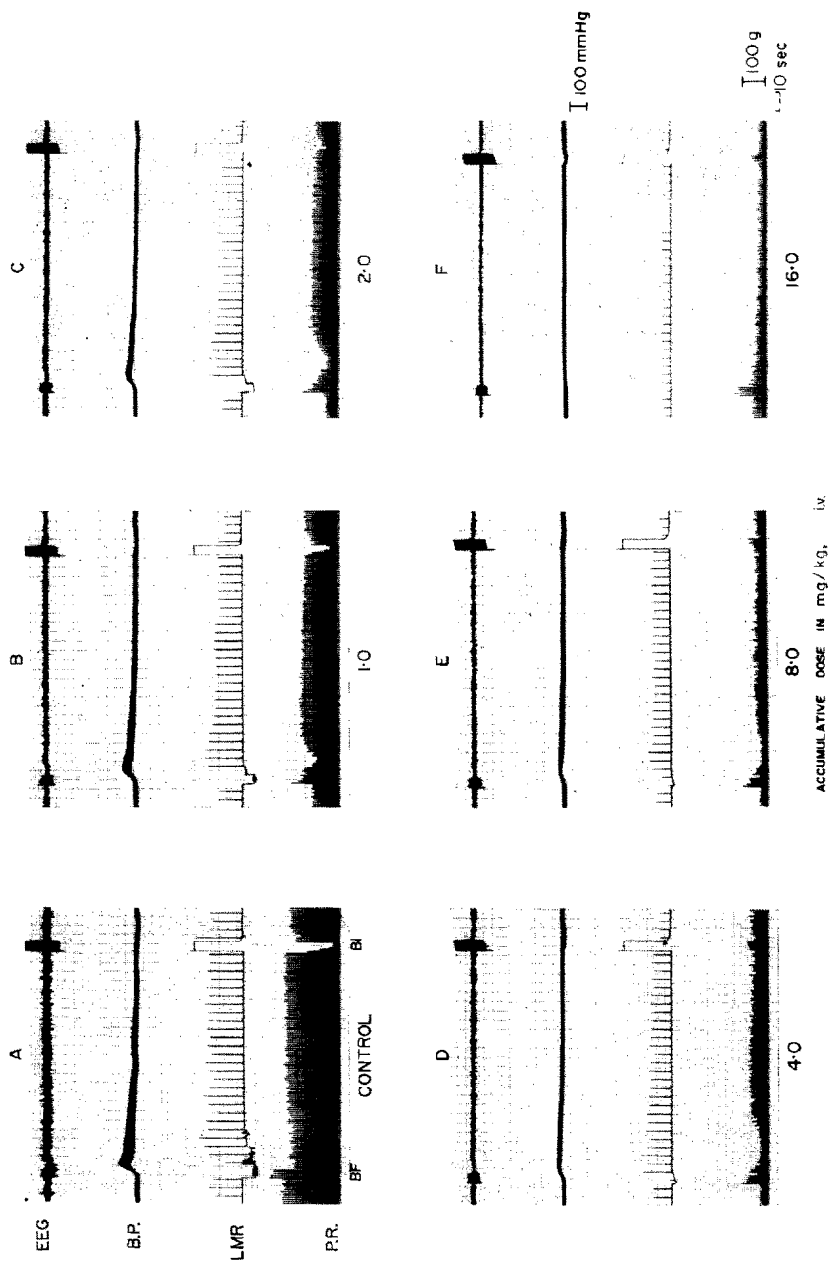 A B C
EEG
B.P.
LMR
P.R.
BF BI
CONTROL 1·0 2·0
D E F
100 mmHg
100 g
10 sec
4·0 8·0 16·0
ACCUMULATIVE DOSE IN mg/kg, i.v.